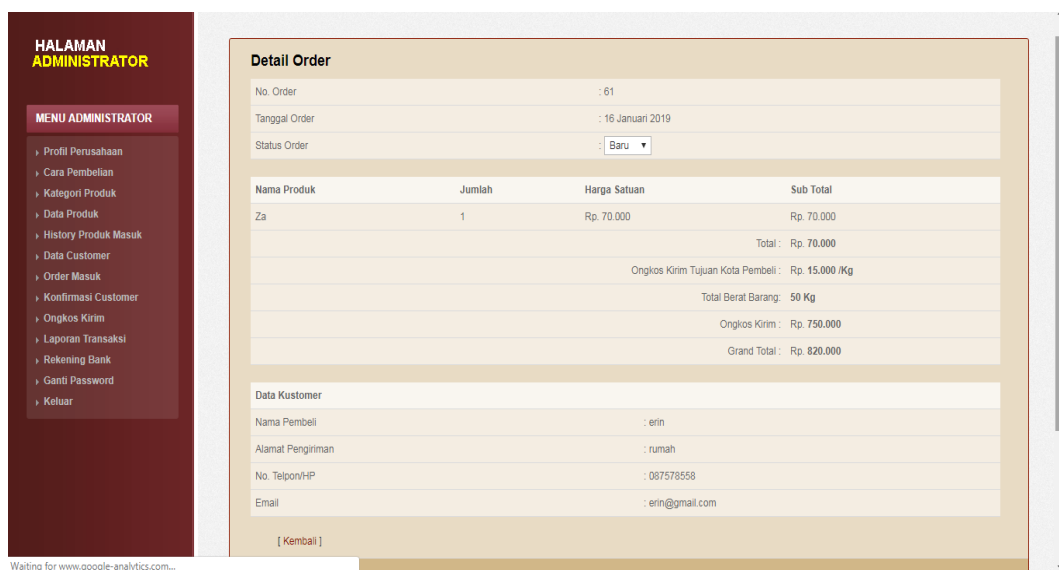 HALAMAN
ADMINISTRATOR
MENU ADMINISTRATOR
Profil Perusahaan
Cara Pembelian
Kategori Produk
Data Produk
History Produk Masuk
Data Customer
Order Masuk
Konfirmasi Customer
Ongkos Kirim
Laporan Transaksi
Rekening Bank
Ganti Password
Keluar
Detail Order
No. Order : 61
Tanggal Order : 16 Januari 2019
Status Order : Baru
Nama Produk Jumlah Harga Satuan Sub Total
Za 1 Rp. 70.000 Rp. 70.000
Total : Rp. 70.000
Ongkos Kirim Tujuan Kota Pembeli : Rp. 15.000 /Kg
Total Berat Barang: 50 Kg
Ongkos Kirim : Rp. 750.000
Grand Total : Rp. 820.000
Data Kustomer
Nama Pembeli : erin
Alamat Pengiriman : rumah
No. Telpon/HP : 087578558
Email : erin@gmail.com
[ Kembali ]
Waiting for www.google-analytics.com...